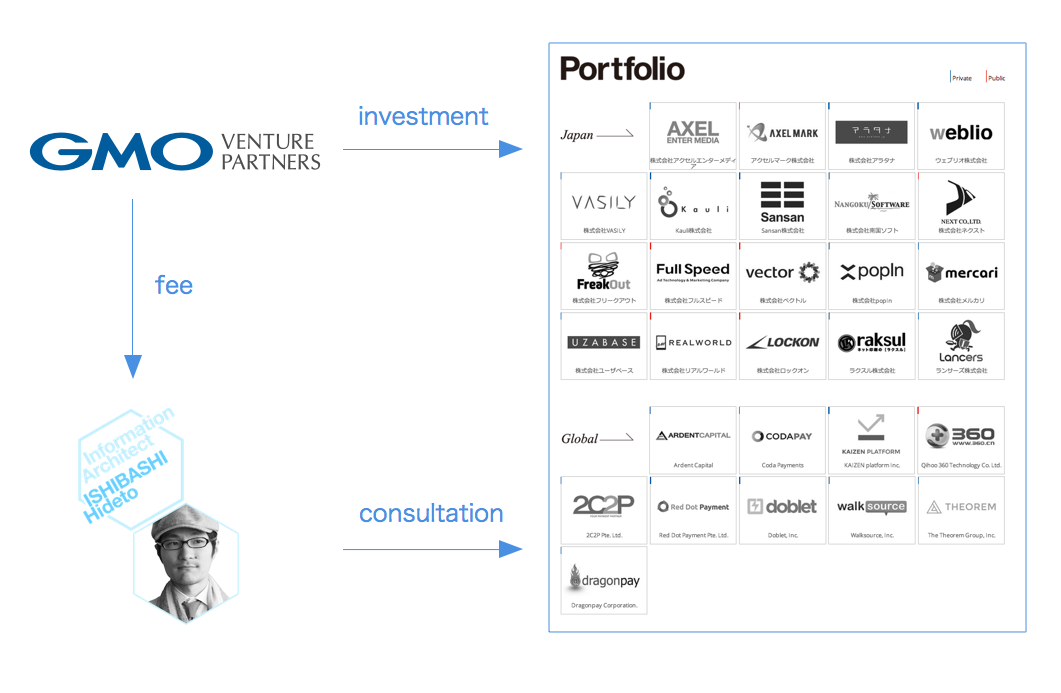 GMO VENTURE PARTNERS
investment
fee
Information
Architect
ISHIBASHI
Hideto
consultation
Portfolio
Private
Public
Japan
AXEL
ENTER MEDIA
株式会社アクセルエンターメディ
ア
AXEL MARK
アクセルマーク株式会社
アラタナ
株式会社アラタナ
weblio
ウェブリオ株式会社
VASILY
株式会社VASILY
Kauli
Kauli株式会社
Sansan
Sansan株式会社
NANGOKU SOFTWARE
株式会社南国ソフト
NEXT CO.,LTD.
株式会社ネクスト
FreakOut
株式会社フリークアウト
Full Speed
Ad Technology & Marketing Company
株式会社フルスピード
vector
株式会社ベクトル
popIn
株式会社popIn
mercari
株式会社メルカリ
UZABASE
株式会社ユーザベース
REALWORLD
株式会社リアルワールド
LOCKON
株式会社ロックオン
raksul
ネット印刷の【ラクスル】
ラクスル株式会社
Lancers
ランサーズ株式会社
Global
ARDENTCAPITAL
Ardent Capital
CODAPAY
Coda Payments
KAIZEN PLATFORM
KAIZEN platform Inc.
360
WWW.360.CN
Qihoo 360 Technology Co. Ltd.
2C2P
2C2P Pte. Ltd.
Red Dot Payment
Red Dot Payment Pte. Ltd.
doblet
Doblet, Inc.
walksource
Walksource, Inc.
THEOREM
The Theorem Group, Inc.
dragonpay
Dragonpay Corporation.